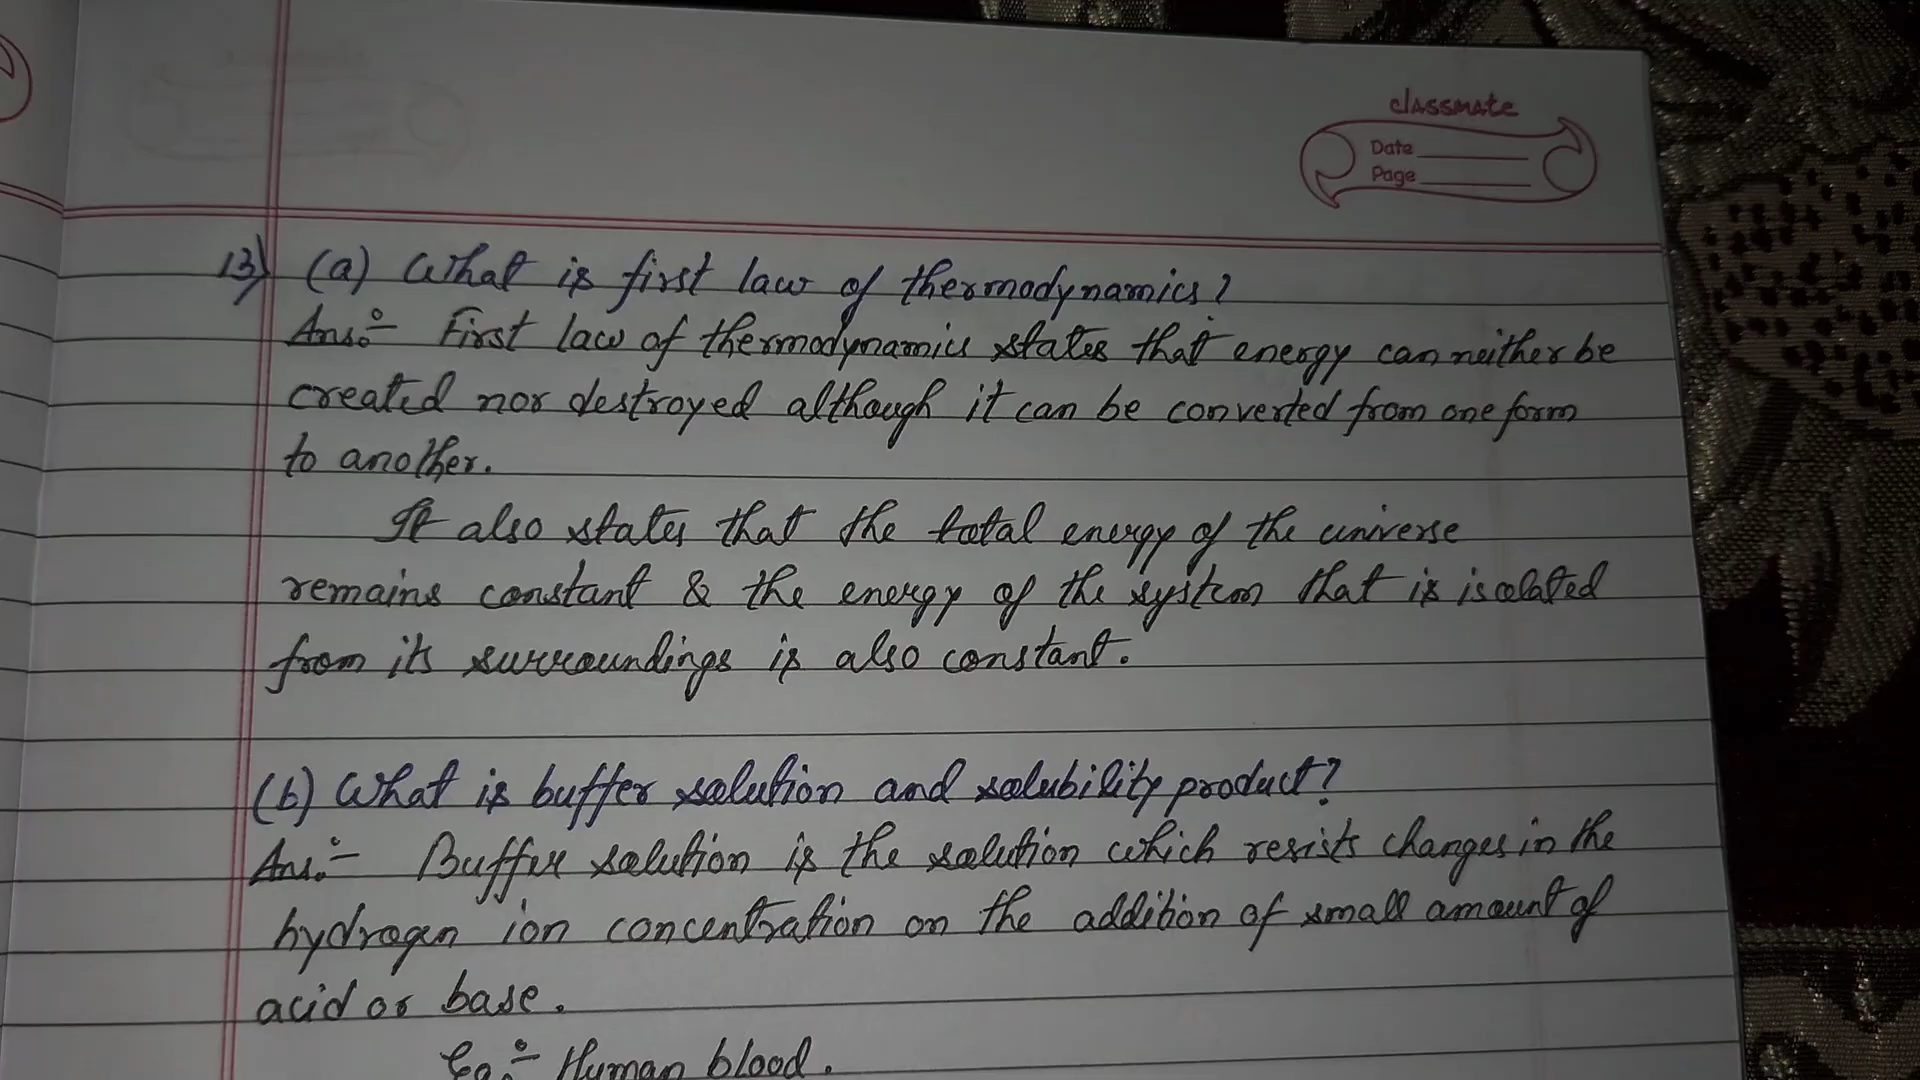 classmate
Date
Page
13) (a) What is first law of thermodynamics?
Ans:- First law of thermodynamics states that energy can neither be
created nor destroyed although it can be converted from one form
to another.
It also states that the total energy of the universe
remains constant & the energy of the system that is isolated
from its surroundings is also constant.
(b) What is buffer solution and solubility product?
Ans:- Buffer solution is the solution which resists changes in the
hydrogen ion concentration on the addition of small amount of
acid or base.
Eg:- Human blood.